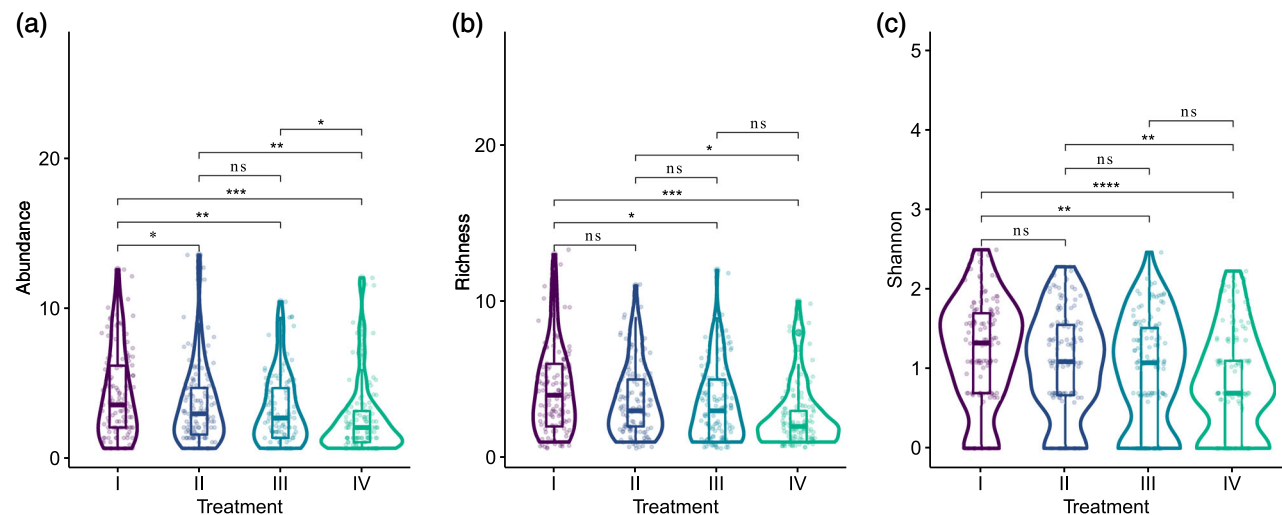 (a)
Abundance
20
10
0
*
**
ns
***
**
*
I II III IV
Treatment
(b)
Richness
20
10
0
ns
*
ns
***
*
ns
I II III IV
Treatment
(c)
Shannon
5
4
3
2
1
0
ns
**
ns
****
**
ns
I II III IV
Treatment